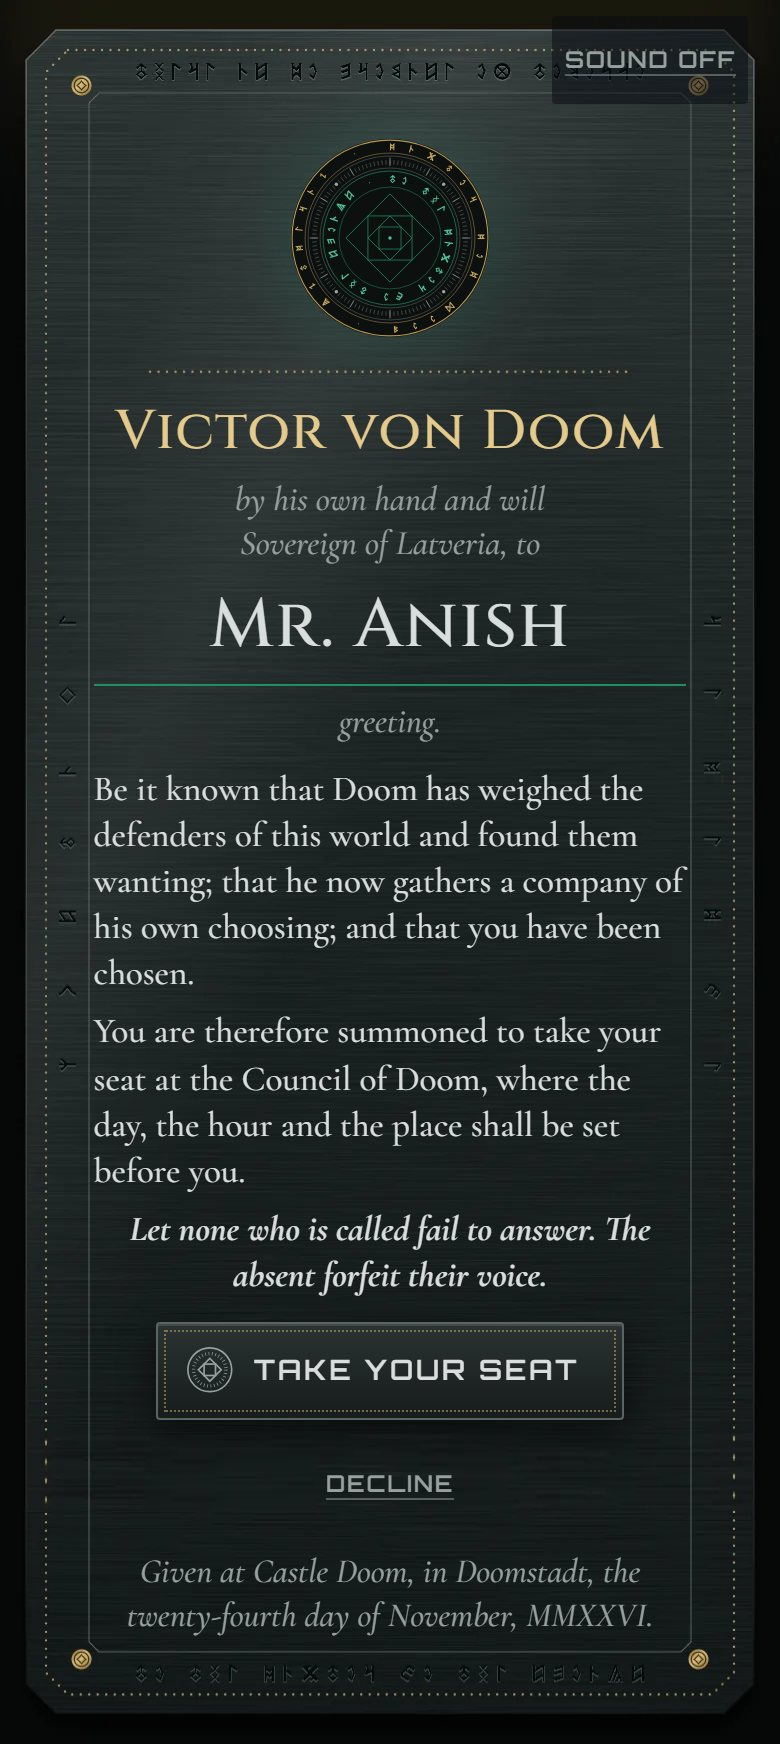 SOUND OFF
Victor von Doom
by his own hand and will
Sovereign of Latveria, to
Mr. Anish
greeting.
Be it known that Doom has weighed the
defenders of this world and found them
wanting; that he now gathers a company of
his own choosing; and that you have been
chosen.
You are therefore summoned to take your
seat at the Council of Doom, where the
day, the hour and the place shall be set
before you.
Let none who is called fail to answer. The
absent forfeit their voice.
TAKE YOUR SEAT
DECLINE
Given at Castle Doom, in Doomstadt, the
twenty-fourth day of November, MMXXVI.